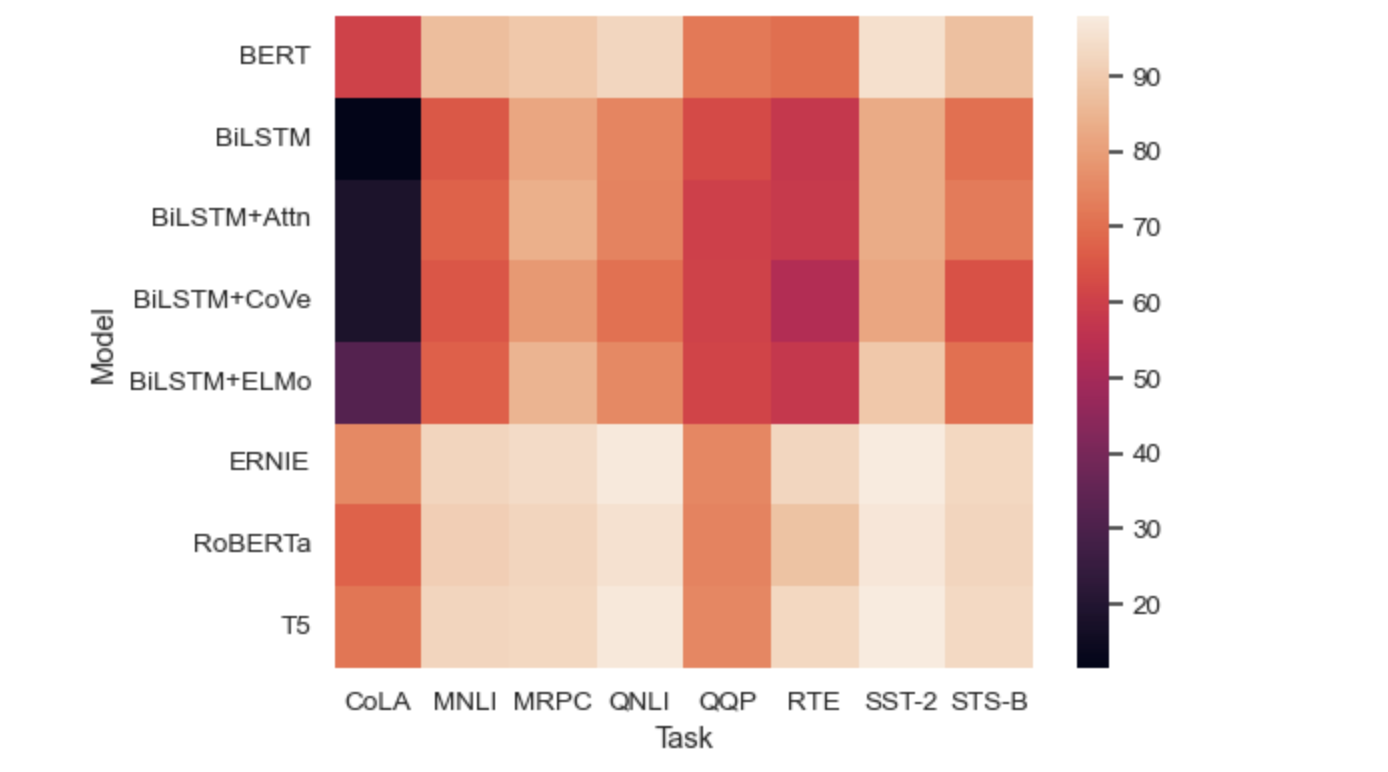 BERT
BiLSTM
BiLSTM+Attn
BiLSTM+CoVe
BiLSTM+ELMo
ERNIE
RoBERTa
T5
Model
CoLA MNLI MRPC QNLI QQP RTE SST-2 STS-B
Task
90
80
70
60
50
40
30
20